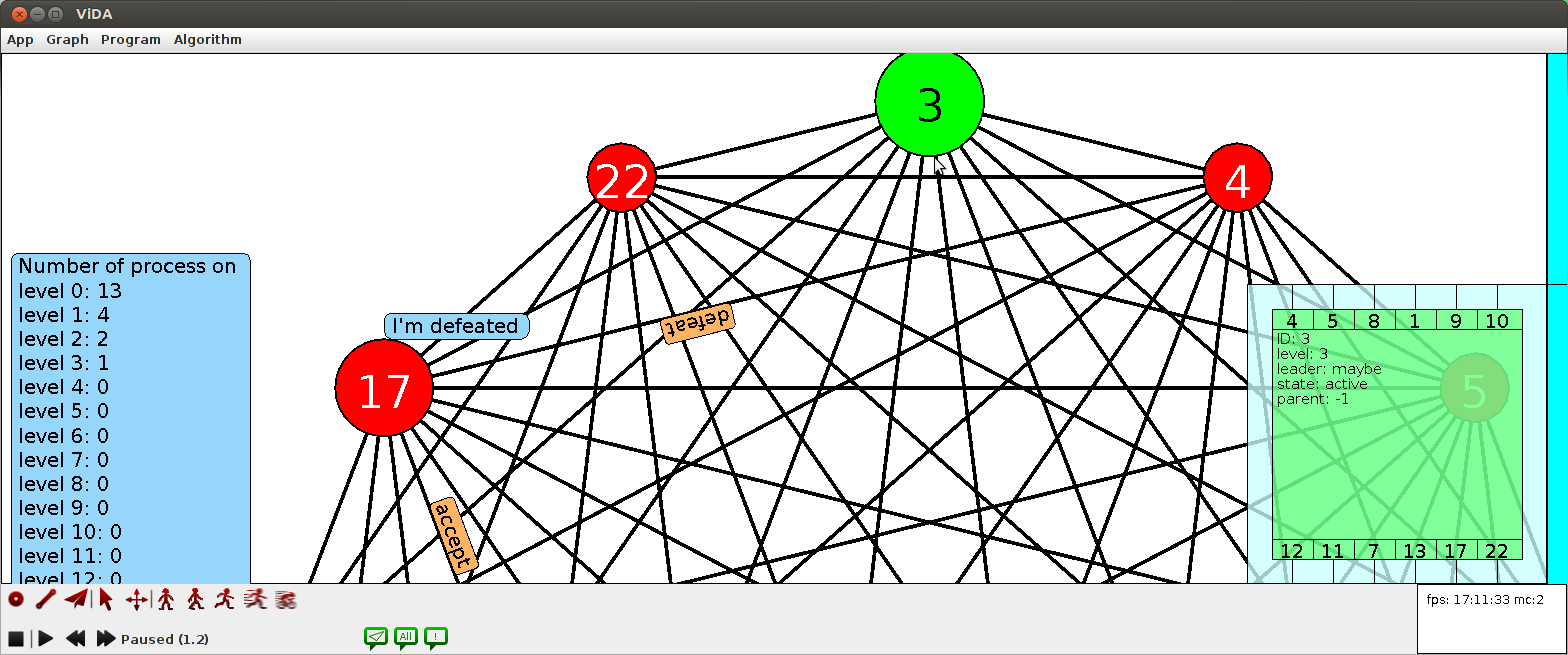 ViDA
App Graph Program Algorithm
3
22
4
Number of process on
level 0: 13
level 1: 4
level 2: 2
level 3: 1
level 4: 0
level 5: 0
level 6: 0
level 7: 0
level 8: 0
level 9: 0
level 10: 0
level 11: 0
level 12: 0
I'm defeated
defeat
17
accept
4 5 8 1 9 10
ID: 3
level: 3
leader: maybe
state: active
parent: -1
5
12 11 7 13 17 22
fps: 17:11:33 mc:2
Paused (1.2)
All !